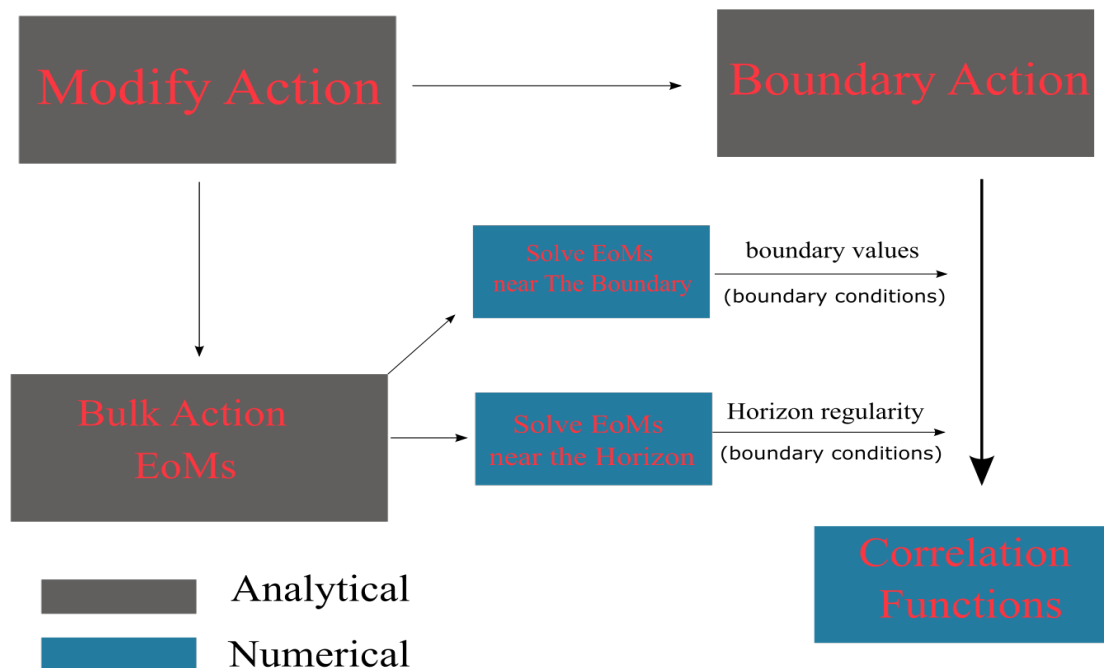 Modify Action
Boundary Action
Solve EoMs
near The Boundary
boundary values
(boundary conditions)
Bulk Action
EoMs
Solve EoMs
near the Horizon
Horizon regularity
(boundary conditions)
Correlation
Functions
Analytical
Numerical